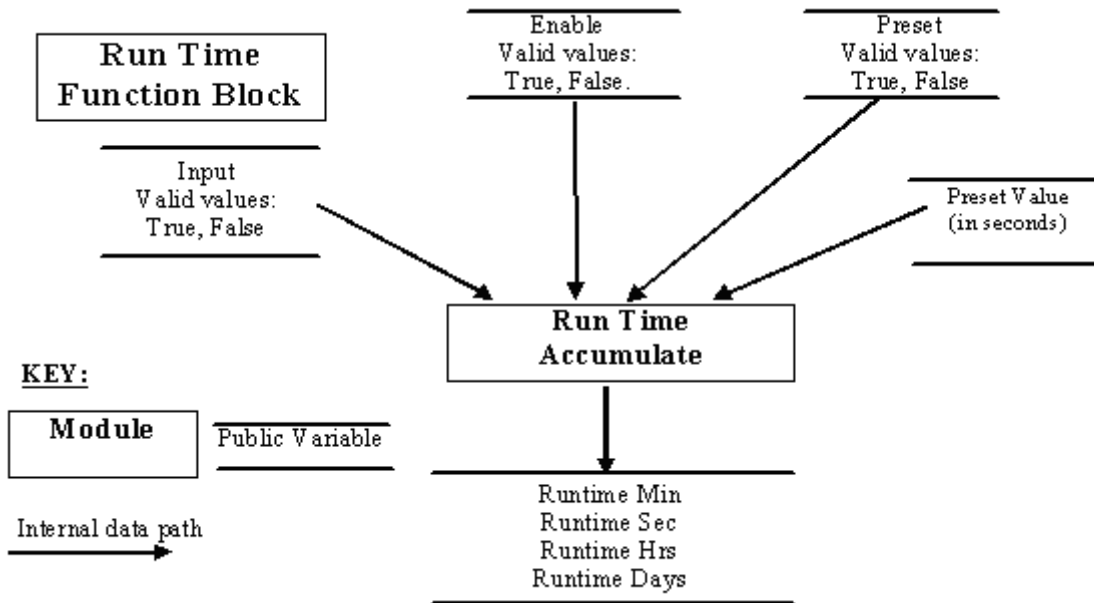 Run Time
Function Block
Enable
Valid values:
True, False.
Preset
Valid values:
True, False
Input
Valid values:
True, False
Preset Value
(in seconds)
Run Time
Accumulate
KEY:
Module
Public Variable
Internal data path
Runtime Min
Runtime Sec
Runtime Hrs
Runtime Days